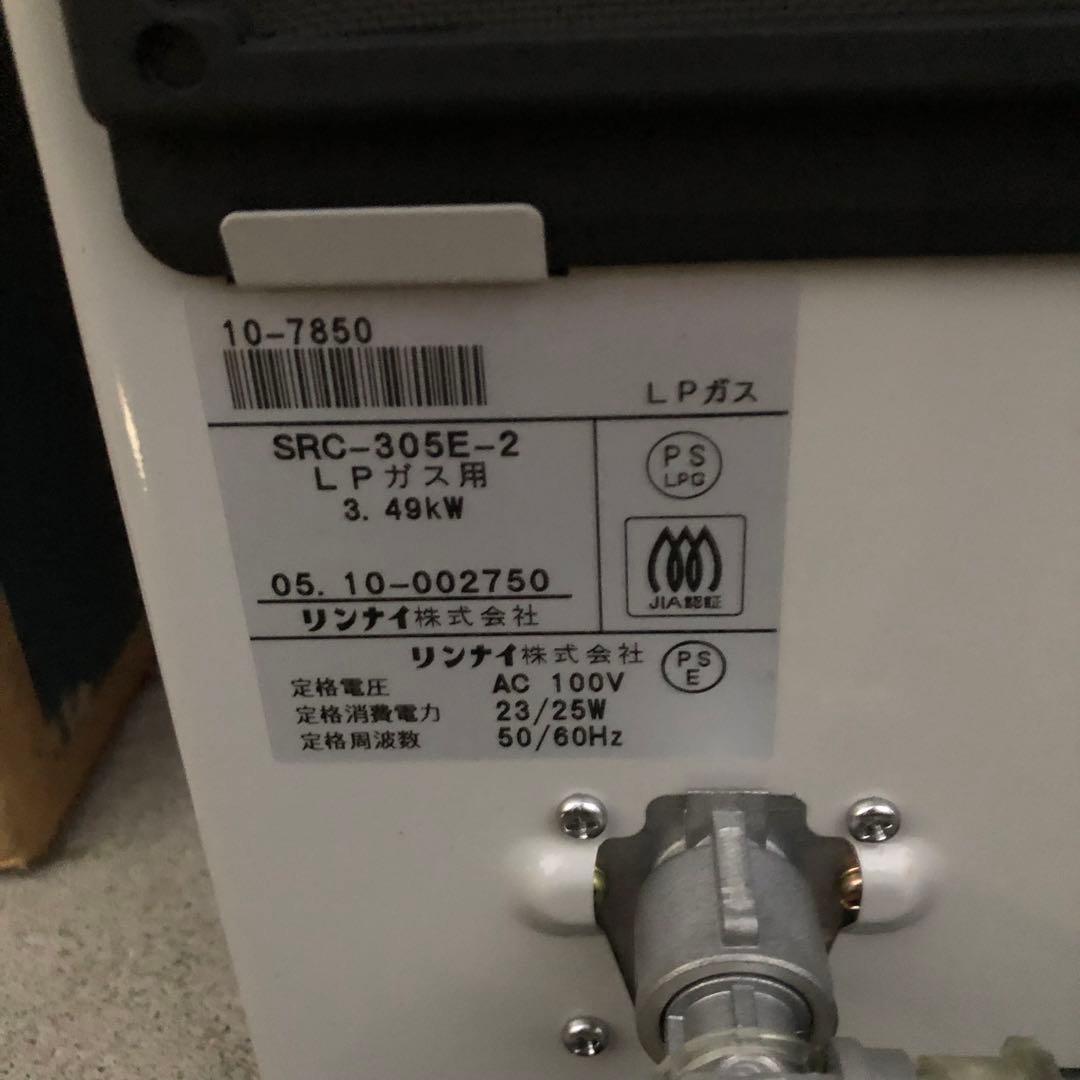 10-7850
LPガス
SRC-305E-2
LPガス用
3.49kW
PS
LPG
JIA認証
05.10-002750
リンナイ株式会社
リンナイ株式会社
PS
E
定格電圧 AC 100V
定格消費電力 23/25W
定格周波数 50/60Hz